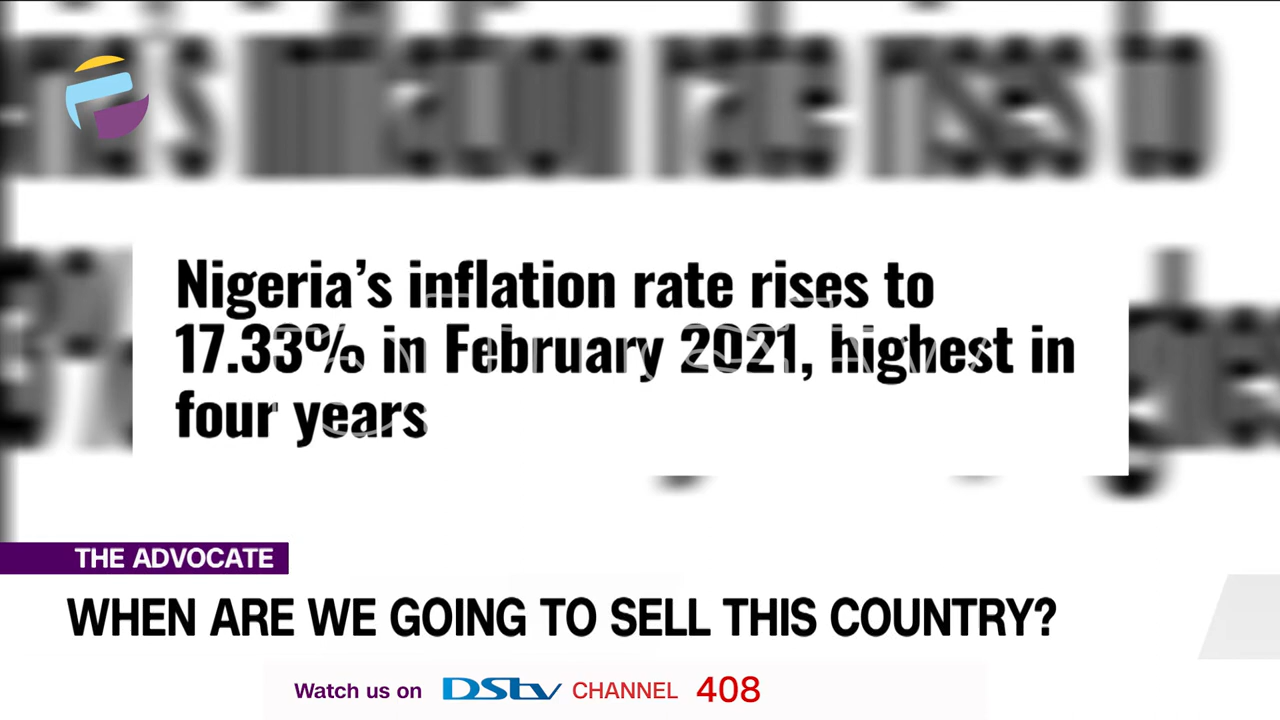 Nigeria’s inflation rate rises to
17.33% in February 2021, highest in
four years
THE ADVOCATE
WHEN ARE WE GOING TO SELL THIS COUNTRY?
Watch us on DStv CHANNEL 408